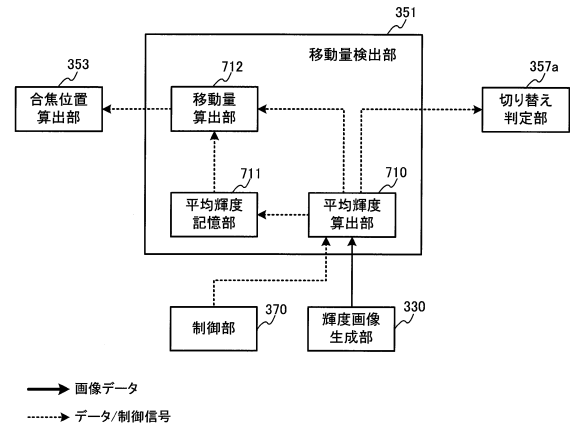 351
移動量検出部
353
合焦位置
算出部
712
移動量
算出部
357a
切り替え
判定部
711
平均輝度
記憶部
710
平均輝度
算出部
370
制御部
330
輝度画像
生成部
画像データ
データ/制御信号